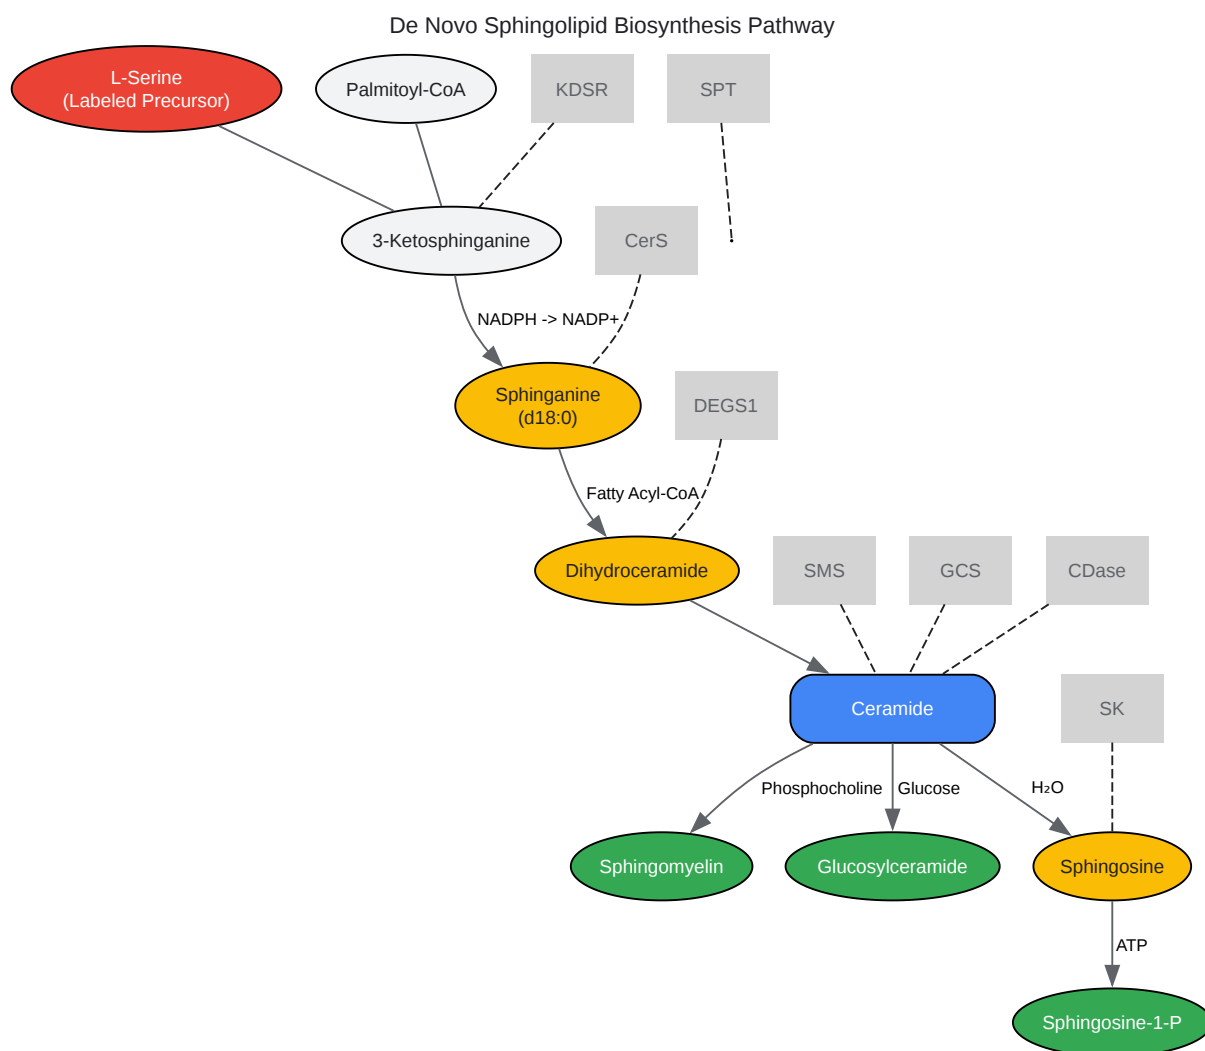 De Novo Sphingolipid Biosynthesis Pathway
L-Serine
(Labeled Precursor)
Palmitoyl-CoA
KDSR
SPT
3-Ketosphinganine
CerS
NADPH -> NADP+
Sphinganine
(d18:0)
DEGS1
Fatty Acyl-CoA
Dihydroceramide
SMS
GCS
CDase
Ceramide
SK
Phosphocholine
Glucose
H₂O
Sphingomyelin
Glucosylceramide
Sphingosine
ATP
Sphingosine-1-P